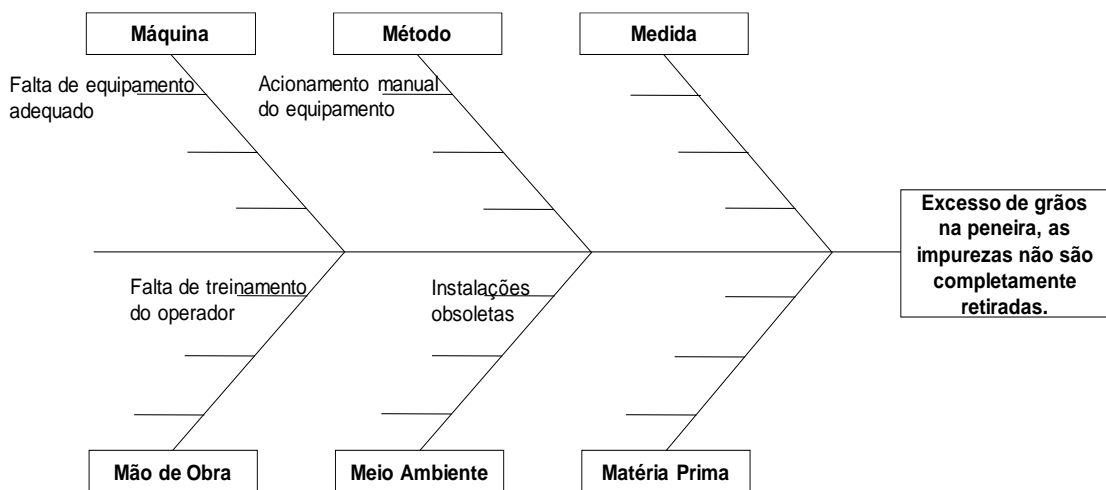 Máquina
Método
Medida
Falta de equipamento
adequado
Acionamento manual
do equipamento
Excesso de grãos
na peneira, as
impurezas não são
completamente
retiradas.
Falta de treinamento
do operador
Instalações
obsoletas
Mão de Obra
Meio Ambiente
Matéria Prima